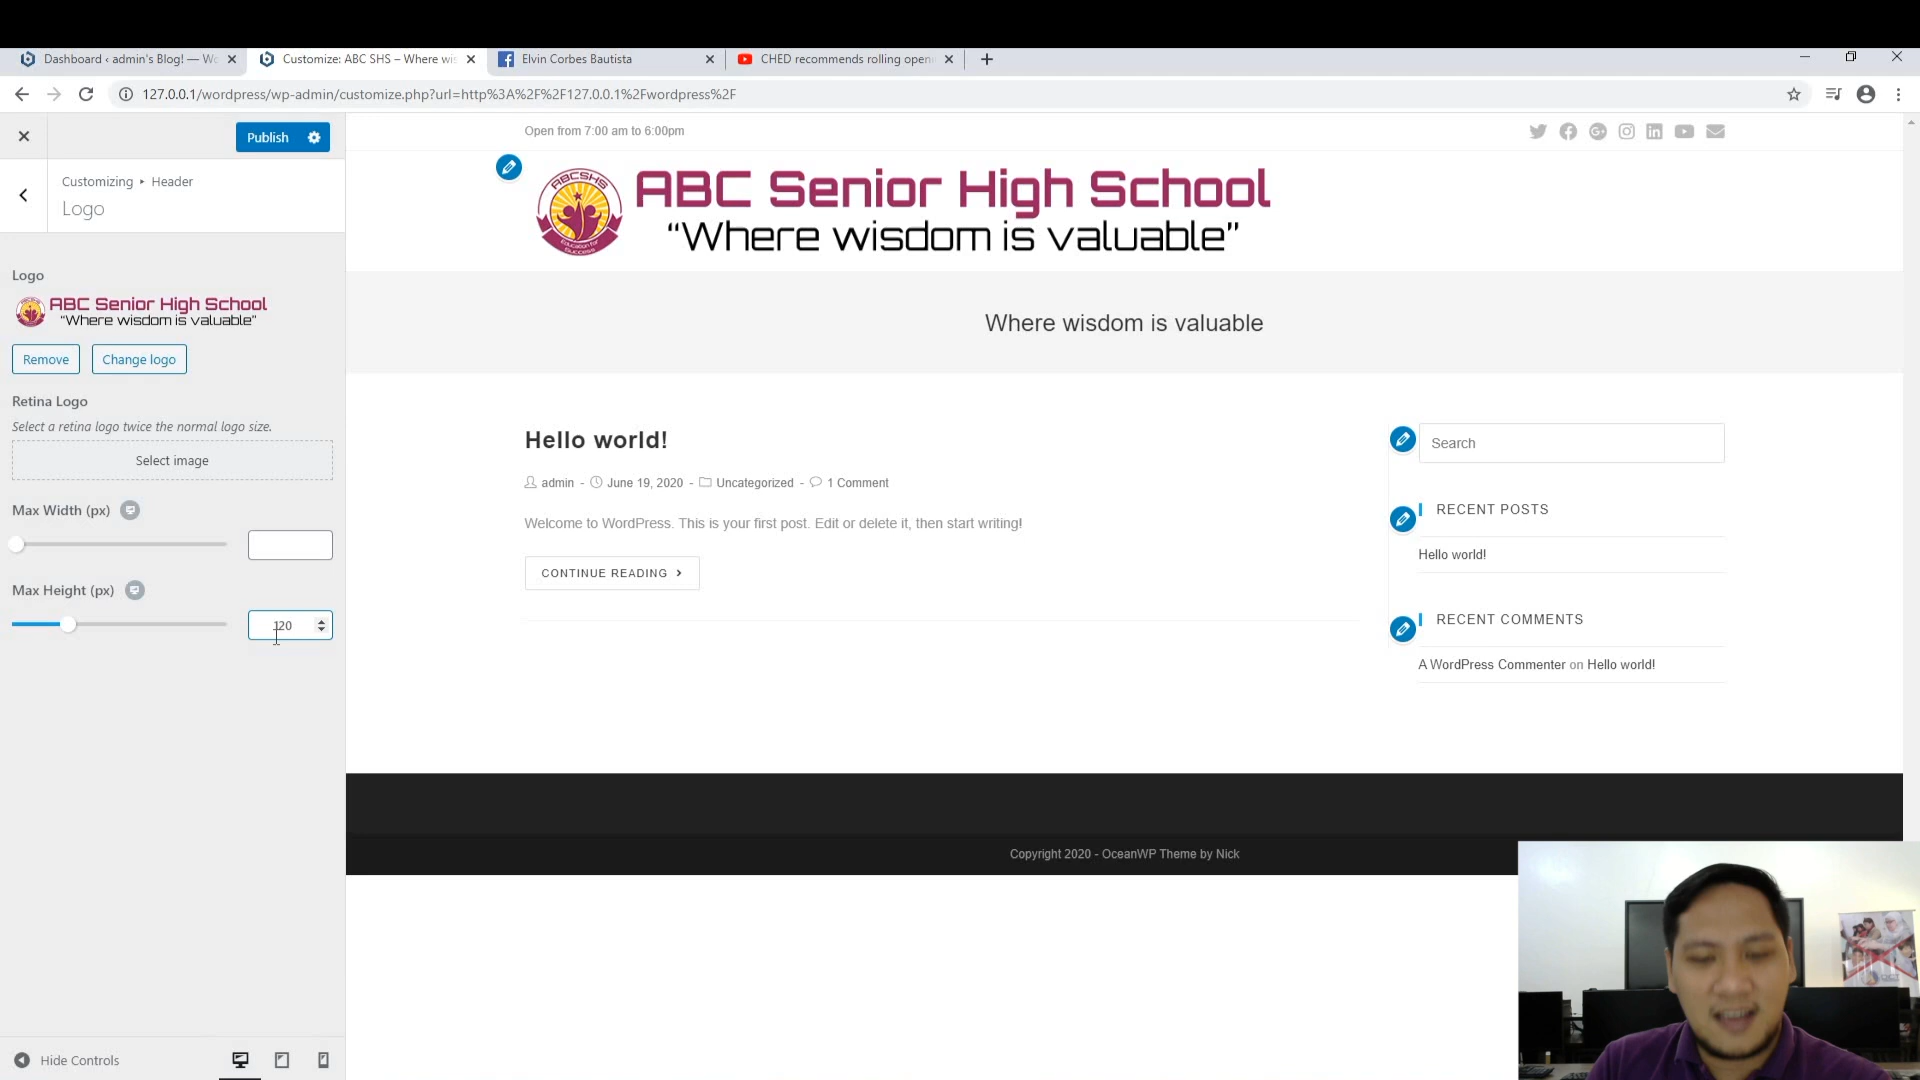 Dashboard ‹ admin's Blog! — Wo
Customize: ABC SHS – Where wis
Elvin Corbes Bautista
CHED recommends rolling open
127.0.0.1/wordpress/wp-admin/customize.php?url=http%3A%2F%2F127.0.0.1%2Fwordpress%2F
Publish
Customizing ▸ Header
Logo
Logo
ABC Senior High School
“Where wisdom is valuable”
Remove
Change logo
Retina Logo
Select a retina logo twice the normal logo size.
Select image
Max Width (px)
Max Height (px)
120
Hide Controls
Open from 7:00 am to 6:00pm
ABCSHS
Education for
Success
ABC Senior High School
“Where wisdom is valuable”
Where wisdom is valuable
Hello world!
admin - June 19, 2020 - Uncategorized - 1 Comment
Welcome to WordPress. This is your first post. Edit or delete it, then start writing!
CONTINUE READING
Search
RECENT POSTS
Hello world!
RECENT COMMENTS
A WordPress Commenter on Hello world!
Copyright 2020 - OceanWP Theme by Nick